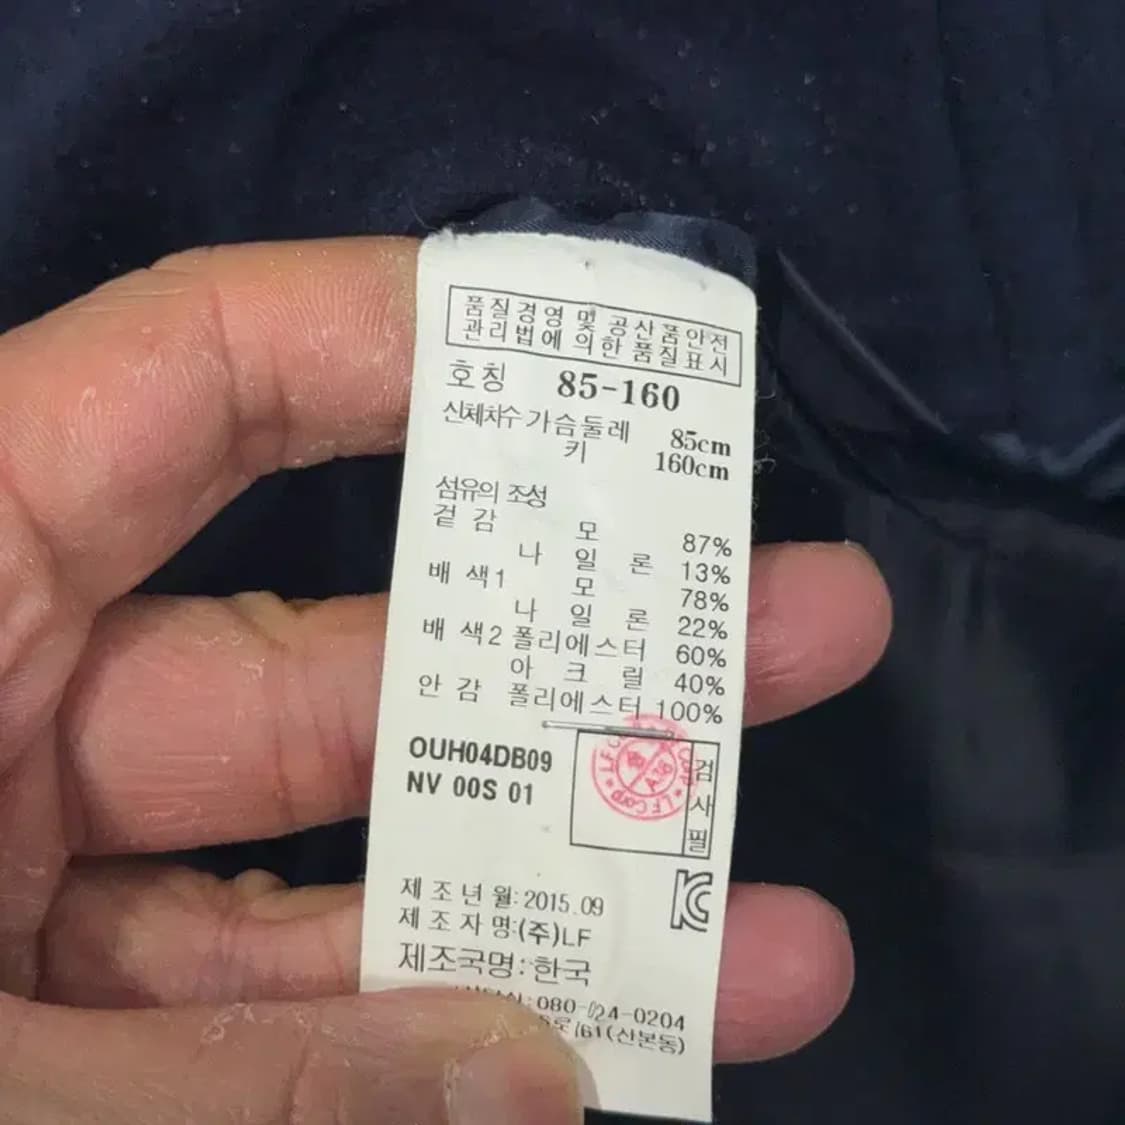 품질경영 및 공산품안전
관리법에 의한 품질표시
호칭 85-160
신체치수 가슴둘레 85cm
키 160cm
섬유의 조성
겉감 모 87%
나일론 13%
배색1 모 78%
나일론 22%
배색2 폴리에스터 60%
아크릴 40%
안감 폴리에스터 100%
OUH04DB09
NV 00S 01
검사필
LF Corp
제조년월: 2015.09
제조자명:(주)LF
제조국명: 한국
KC
080-024-0204
(산본동)